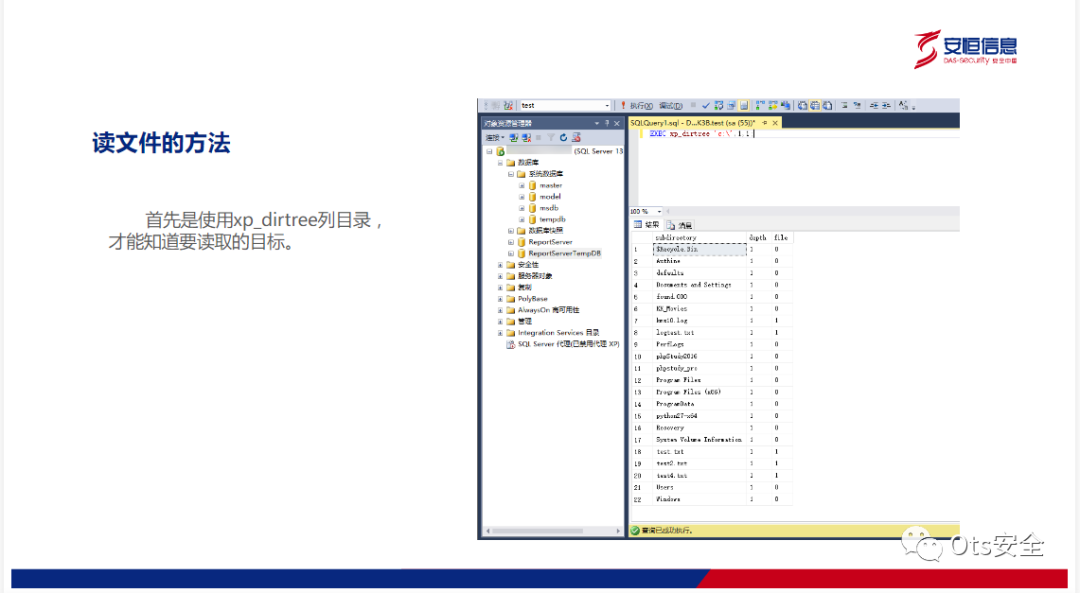 安恒信息
DAS-security 安全中国
读文件的方法
首先是使用xp_dirtree列目录，
才能知道要读取的目标。
test
执行(X) 调试(D)
对象资源管理器
连接
(SQL Server 13
数据库
系统数据库
master
model
msdb
tempdb
数据库快照
ReportServer
ReportServerTempDB
安全性
服务器对象
复制
PolyBase
AlwaysOn 高可用性
管理
Integration Services 目录
SQL Server 代理(已禁用代理 XP)
SQLQuery1.sql - D...K3B.test (sa (55))*
EXEC xp_dirtree 'c:\',1,1
100 %
结果 消息
subdirectory depth file
1 $Recycle.Bin 1 0
2 1 0
3 defaults 1 0
4 Documents and Settings 1 0
5 found.000 1 0
6 KK_Movies 1 0
7 1 1
8 logtest.txt 1 1
9 PerfLogs 1 0
10 phpStudy2016 1 0
11 phpstudy_pro 1 0
12 Program Files 1 0
13 Program Files (x86) 1 0
14 ProgramData 1 0
15 python27-x64 1 0
16 Recovery 1 0
17 System Volume Information 1 0
18 test.txt 1 1
19 test2.txt 1 1
20 test4.txt 1 1
21 Users 1 0
22 Windows 1 0
查询已成功执行。
Ots安全